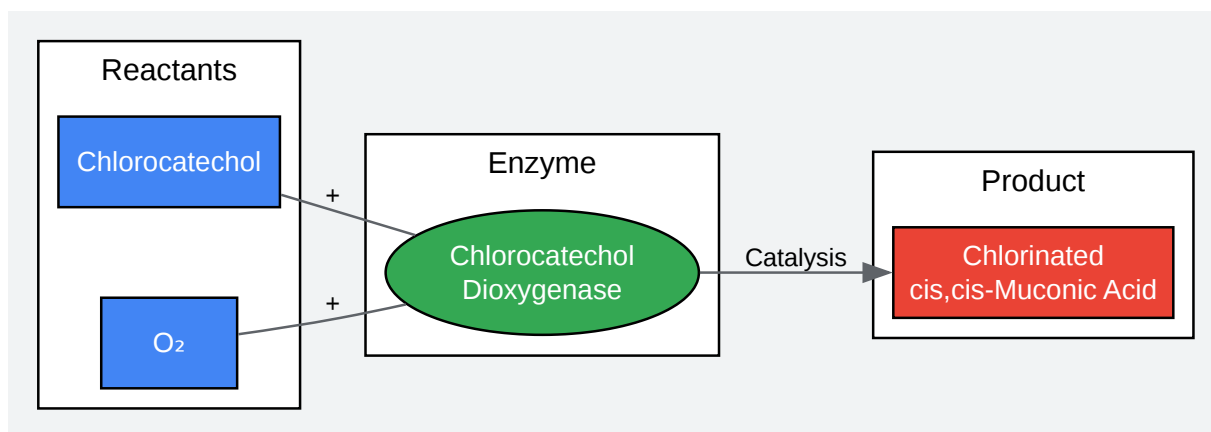 Reactants
Chlorocatechol
O₂
+
+
Enzyme
Chlorocatechol
Dioxygenase
Catalysis
Product
Chlorinated
cis,cis-Muconic Acid